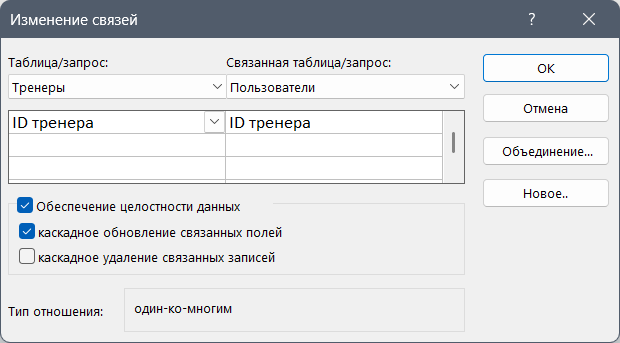 Изменение связей
?
Таблица/запрос:
Связанная таблица/запрос:
Тренеры
Пользователи
ID тренера
ID тренера
Обеспечение целостности данных
каскадное обновление связанных полей
каскадное удаление связанных записей
Тип отношения:
один-ко-многим
ОК
Отмена
Объединение...
Новое..